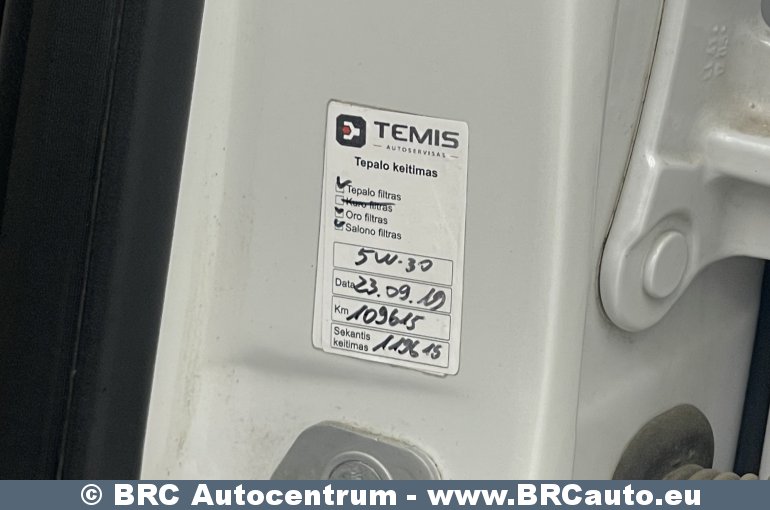 TEMIS
— AUTOSERVISAS —
Tepalo keitimas
Tepalo filtras
Kuro filtras
Oro filtras
Salono filtras
5W-30
Data 23.09.19
Km 109615
Sekantis
keitimas 119615
© BRC Autocentrum - www.BRCauto.eu